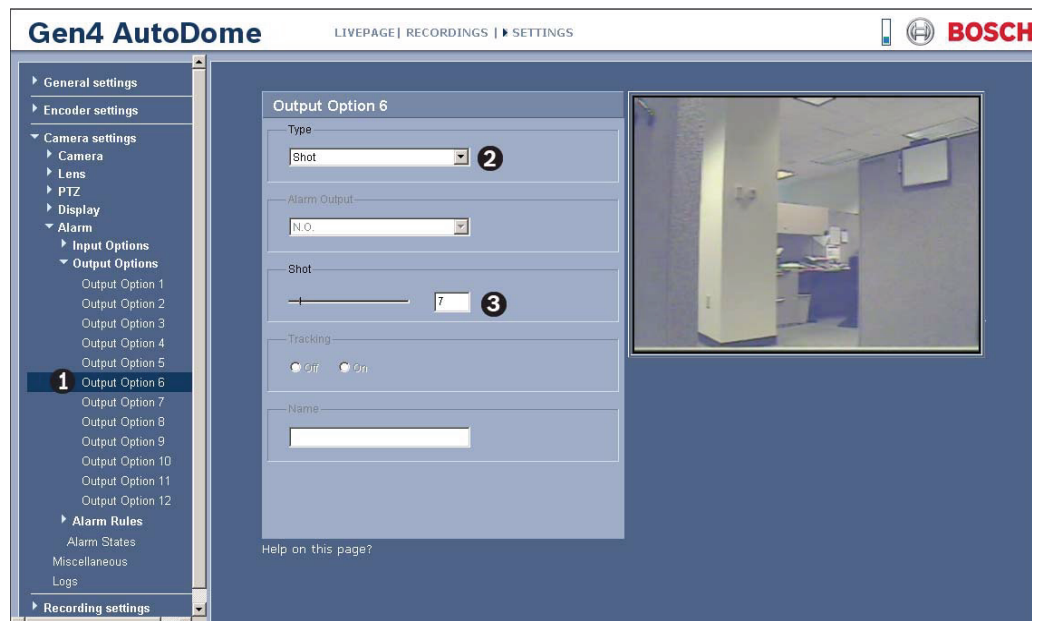 Gen4 AutoDome
LIVEPAGE| RECORDINGS | SETTINGS
BOSCH
General settings
Encoder settings
Camera settings
Camera
Lens
PTZ
Display
Alarm
Input Options
Output Options
Output Option 1
Output Option 2
Output Option 3
Output Option 4
Output Option 5
1 Output Option 6
Output Option 7
Output Option 8
Output Option 9
Output Option 10
Output Option 11
Output Option 12
Alarm Rules
Alarm States
Miscellaneous
Logs
Recording settings
Output Option 6
Type
Shot 2
Alarm Output
N.O.
Shot
7 3
Tracking
Off On
Name
Help on this page?